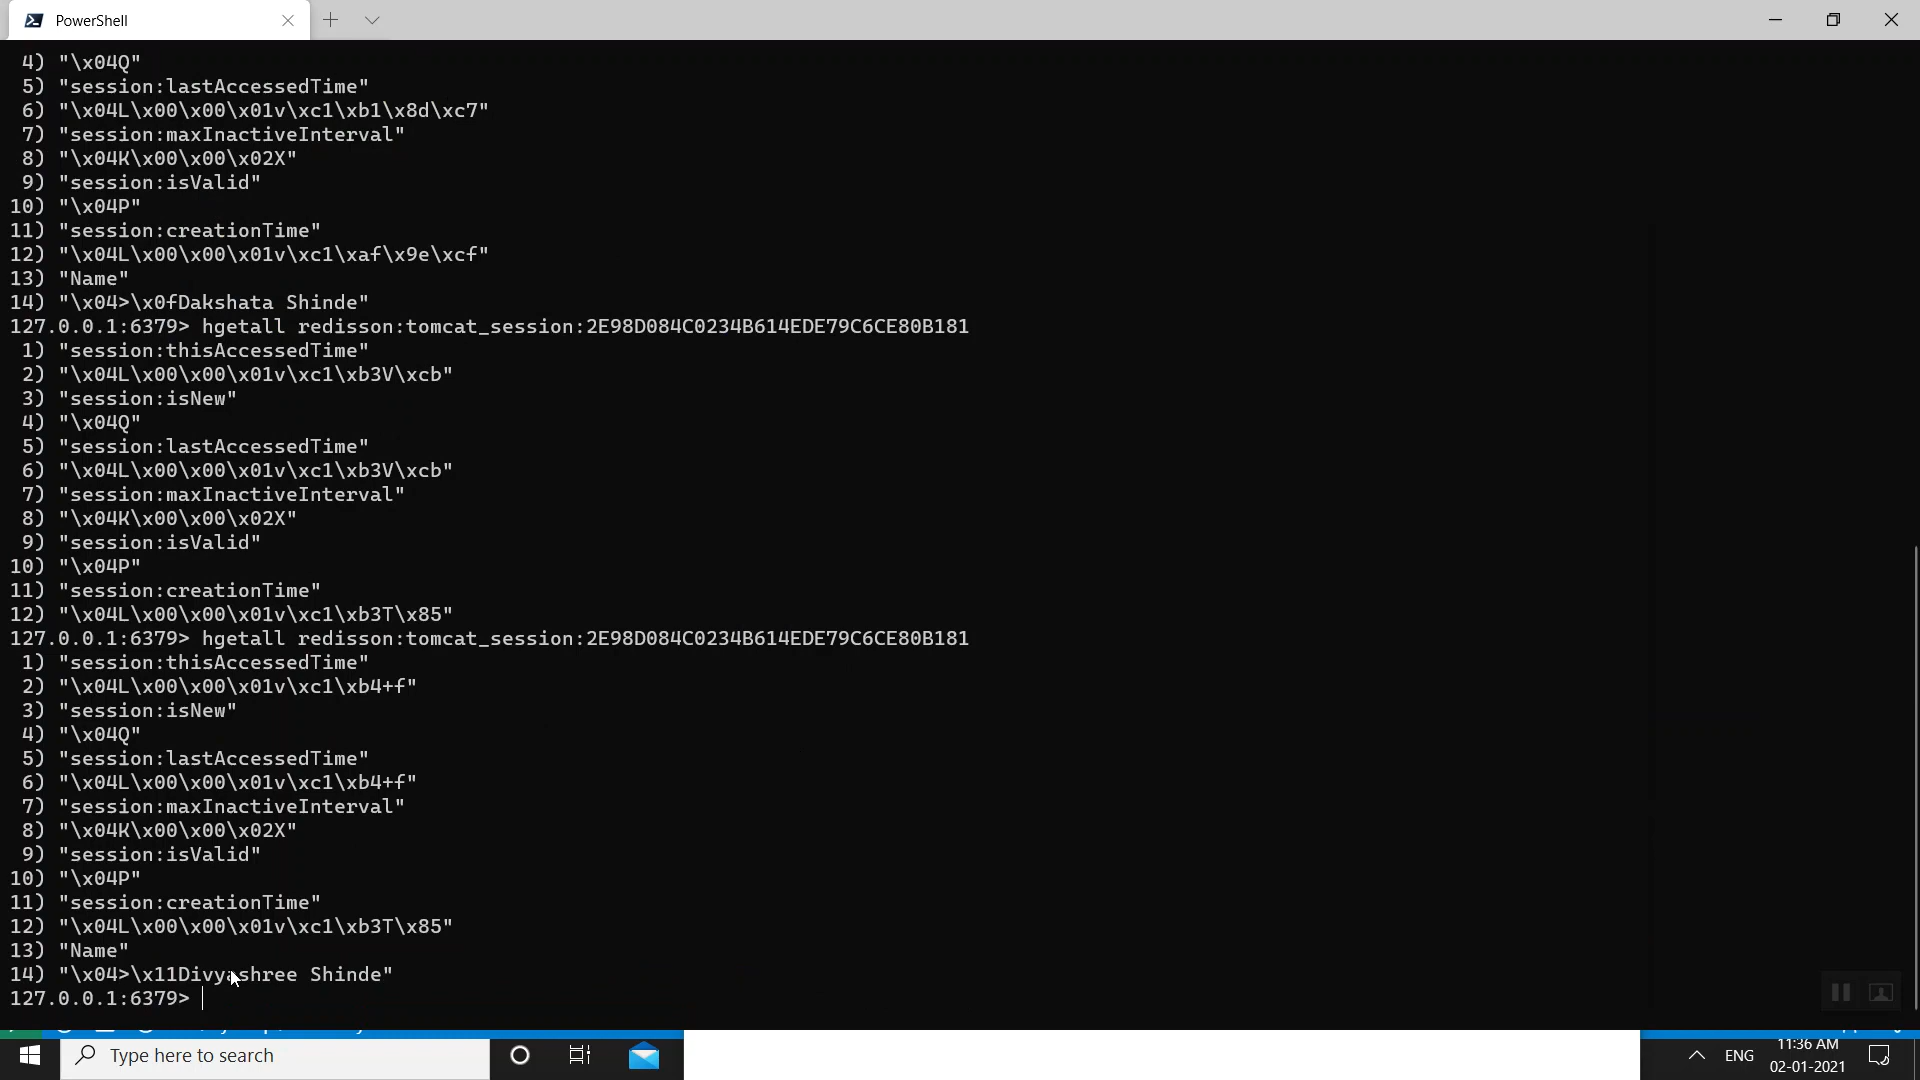 PowerShell
4) "\x04Q"
5) "session:lastAccessedTime"
6) "\x04L\x00\x00\x01v\xc1\xb1\x8d\xc7"
7) "session:maxInactiveInterval"
8) "\x04K\x00\x00\x02X"
9) "session:isValid"
10) "\x04P"
11) "session:creationTime"
12) "\x04L\x00\x00\x01v\xc1\xaf\x9e\xcf"
13) "Name"
14) "\x04>\x0fDakshata Shinde"
127.0.0.1:6379> hgetall redisson:tomcat_session:2E98D084C0234B614EDE79C6CE80B181
1) "session:thisAccessedTime"
2) "\x04L\x00\x00\x01v\xc1\xb3V\xcb"
3) "session:isNew"
4) "\x04Q"
5) "session:lastAccessedTime"
6) "\x04L\x00\x00\x01v\xc1\xb3V\xcb"
7) "session:maxInactiveInterval"
8) "\x04K\x00\x00\x02X"
9) "session:isValid"
10) "\x04P"
11) "session:creationTime"
12) "\x04L\x00\x00\x01v\xc1\xb3T\x85"
127.0.0.1:6379> hgetall redisson:tomcat_session:2E98D084C0234B614EDE79C6CE80B181
1) "session:thisAccessedTime"
2) "\x04L\x00\x00\x01v\xc1\xb4+f"
3) "session:isNew"
4) "\x04Q"
5) "session:lastAccessedTime"
6) "\x04L\x00\x00\x01v\xc1\xb4+f"
7) "session:maxInactiveInterval"
8) "\x04K\x00\x00\x02X"
9) "session:isValid"
10) "\x04P"
11) "session:creationTime"
12) "\x04L\x00\x00\x01v\xc1\xb3T\x85"
13) "Name"
14) "\x04>\x11Divyashree Shinde"
127.0.0.1:6379>
Type here to search
ENG
11:36 AM
02-01-2021